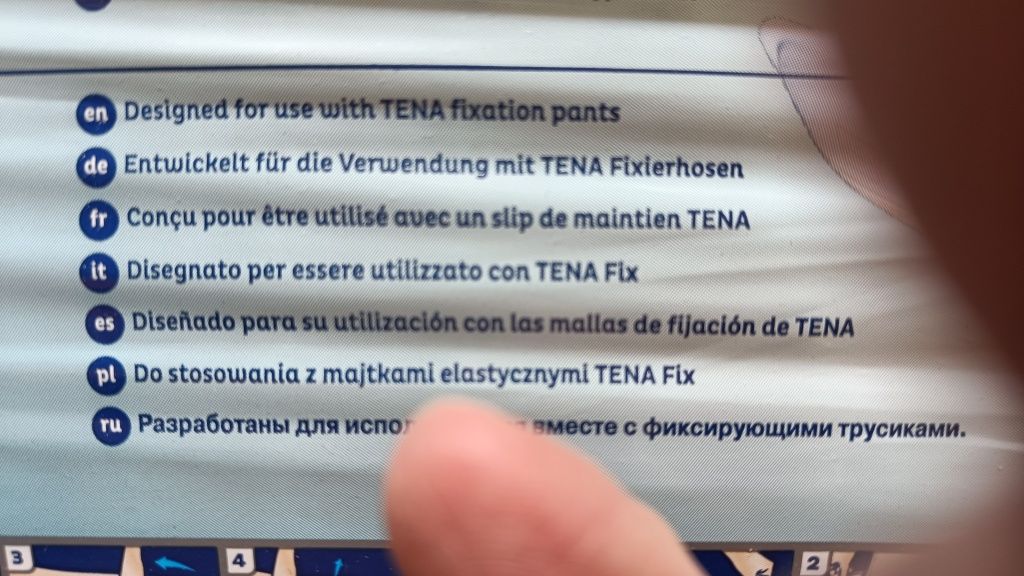 en Designed for use with TENA fixation pants
de Entwickelt für die Verwendung mit TENA Fixierhosen
fr Conçu pour être utilisé avec un slip de maintien TENA
it Disegnato per essere utilizzato con TENA Fix
es Diseñado para su utilización con las mallas de fijación de TENA
pl Do stosowania z majtkami elastycznymi TENA Fix
ru Разработаны для вместе с фиксирующими трусиками.
3 4 2